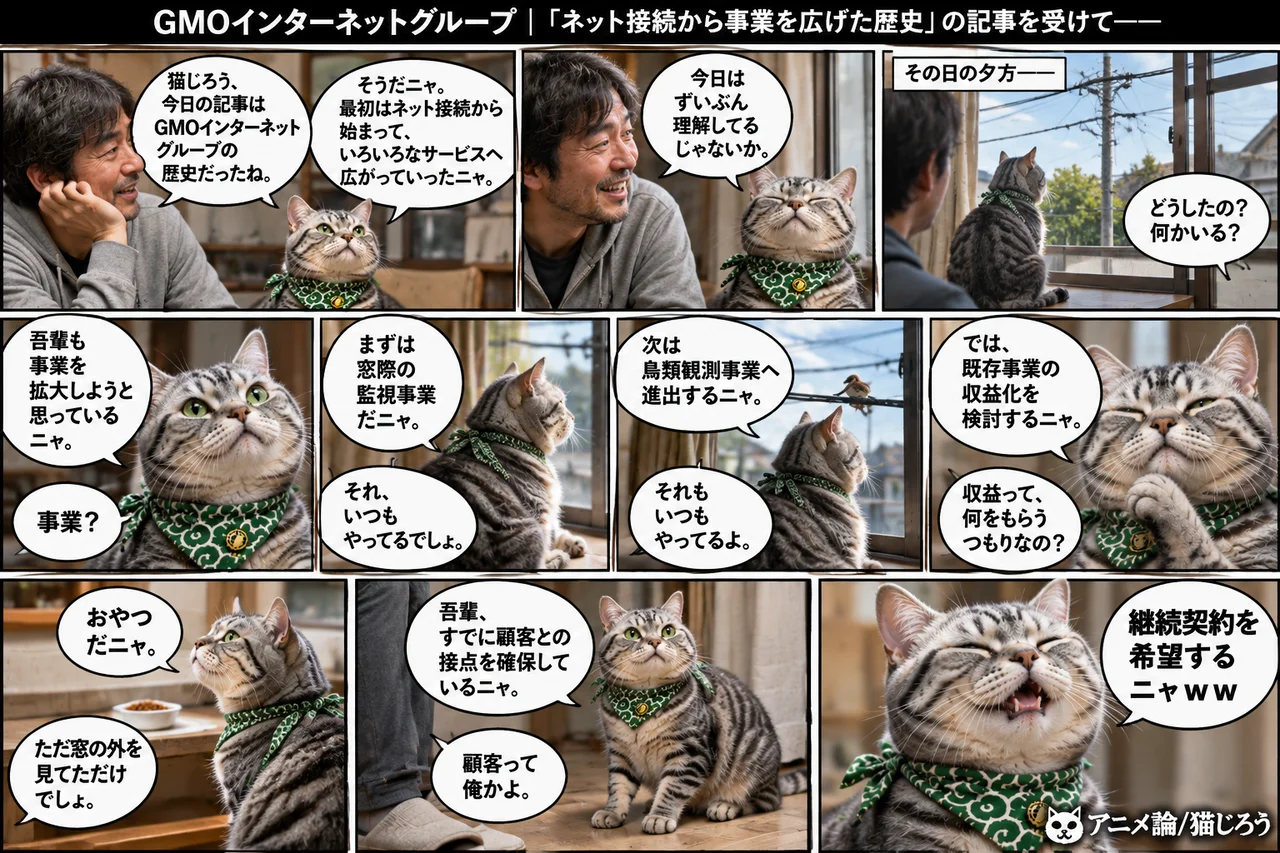 GMOインターネットグループ｜「ネット接続から事業を広げた歴史」の記事を受けて――
猫じろう、
今日の記事は
GMOインターネット
グループの
歴史だったね。
そうだニャ。
最初はネット接続から
始まって、
いろいろなサービスへ
広がっていったニャ。
今日は
ずいぶん
理解してる
じゃないか。
その日の夕方――
どうしたの？
何かいる？
吾輩も
事業を
拡大しようと
思っている
ニャ。
事業？
まずは
窓際の
監視事業
だニャ。
それ、
いつも
やってるでしょ。
次は
鳥類観測事業へ
進出するニャ。
それも
いつも
やってるよ。
では、
既存事業の
収益化を
検討するニャ。
収益って、
何をもらう
つもりなの？
おやつ
だニャ。
ただ窓の外を
見てただけ
でしょ。
吾輩、
すでに顧客との
接点を確保して
いるニャ。
顧客って
俺かよ。
継続契約を
希望する
ニャｗｗ
アニメ論/猫じろう